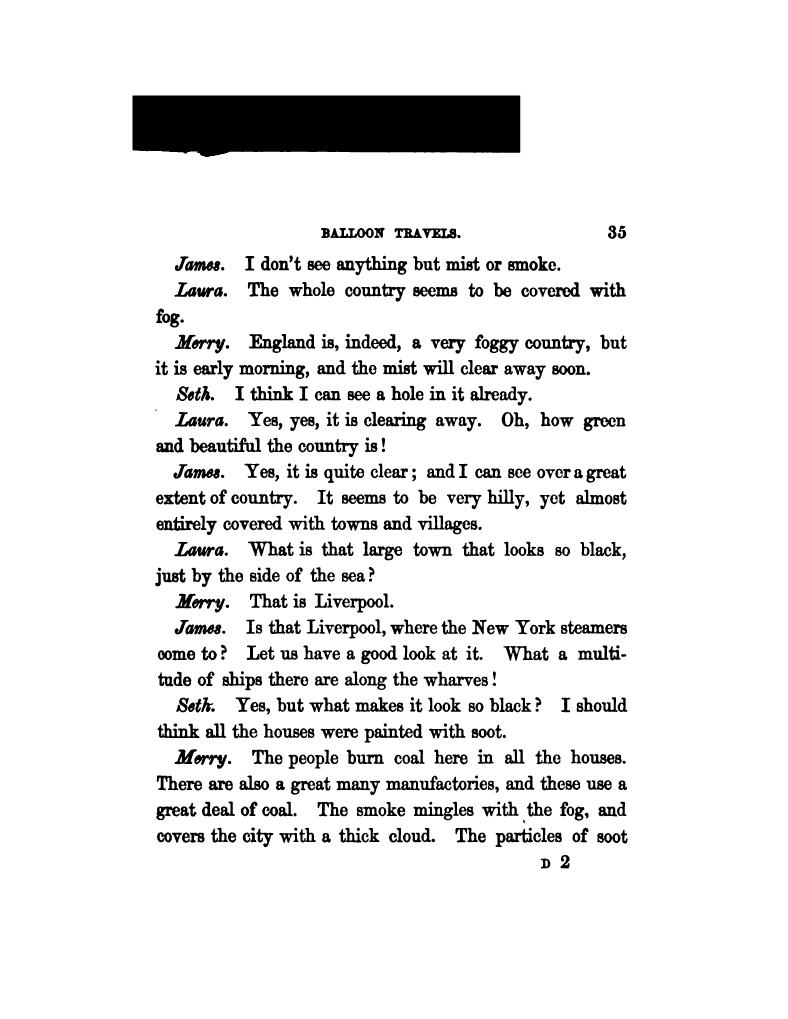 BALLOON TRAVELS. 35
James. I don't see anything but mist or smoke.
Laura. The whole country seems to be covered with
fog.
Merry. England is, indeed, a very foggy country, but
it is early morning, and the mist will clear away soon.
Seth. I think I can see a hole in it already.
Laura. Yes, yes, it is clearing away. Oh, how green
and beautiful the country is!
James. Yes, it is quite clear; and I can see over a great
extent of country. It seems to be very hilly, yet almost
entirely covered with towns and villages.
Laura. What is that large town that looks so black,
just by the side of the sea?
Merry. That is Liverpool.
James. Is that Liverpool, where the New York steamers
come to? Let us have a good look at it. What a multi-
tude of ships there are along the wharves!
Seth. Yes, but what makes it look so black? I should
think all the houses were painted with soot.
Merry. The people burn coal here in all the houses.
There are also a great many manufactories, and these use a
great deal of coal. The smoke mingles with the fog, and
covers the city with a thick cloud. The particles of soot
D 2